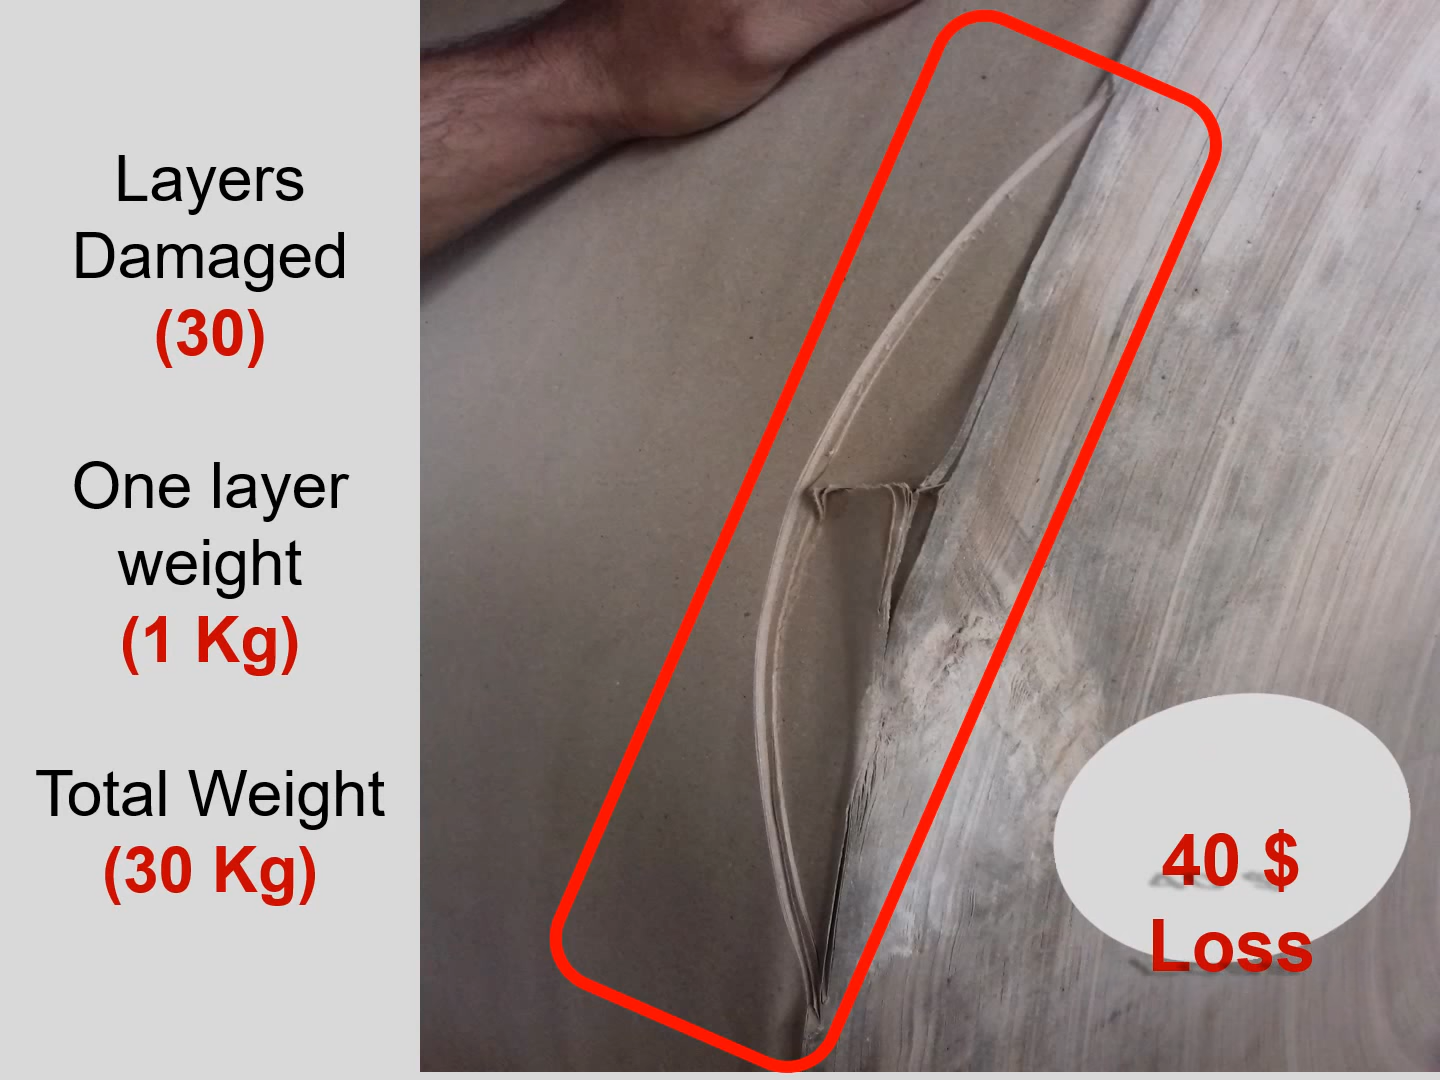 Layers
Damaged
(30)
One layer
weight
(1 Kg)
Total Weight
(30 Kg)
40 $
Loss